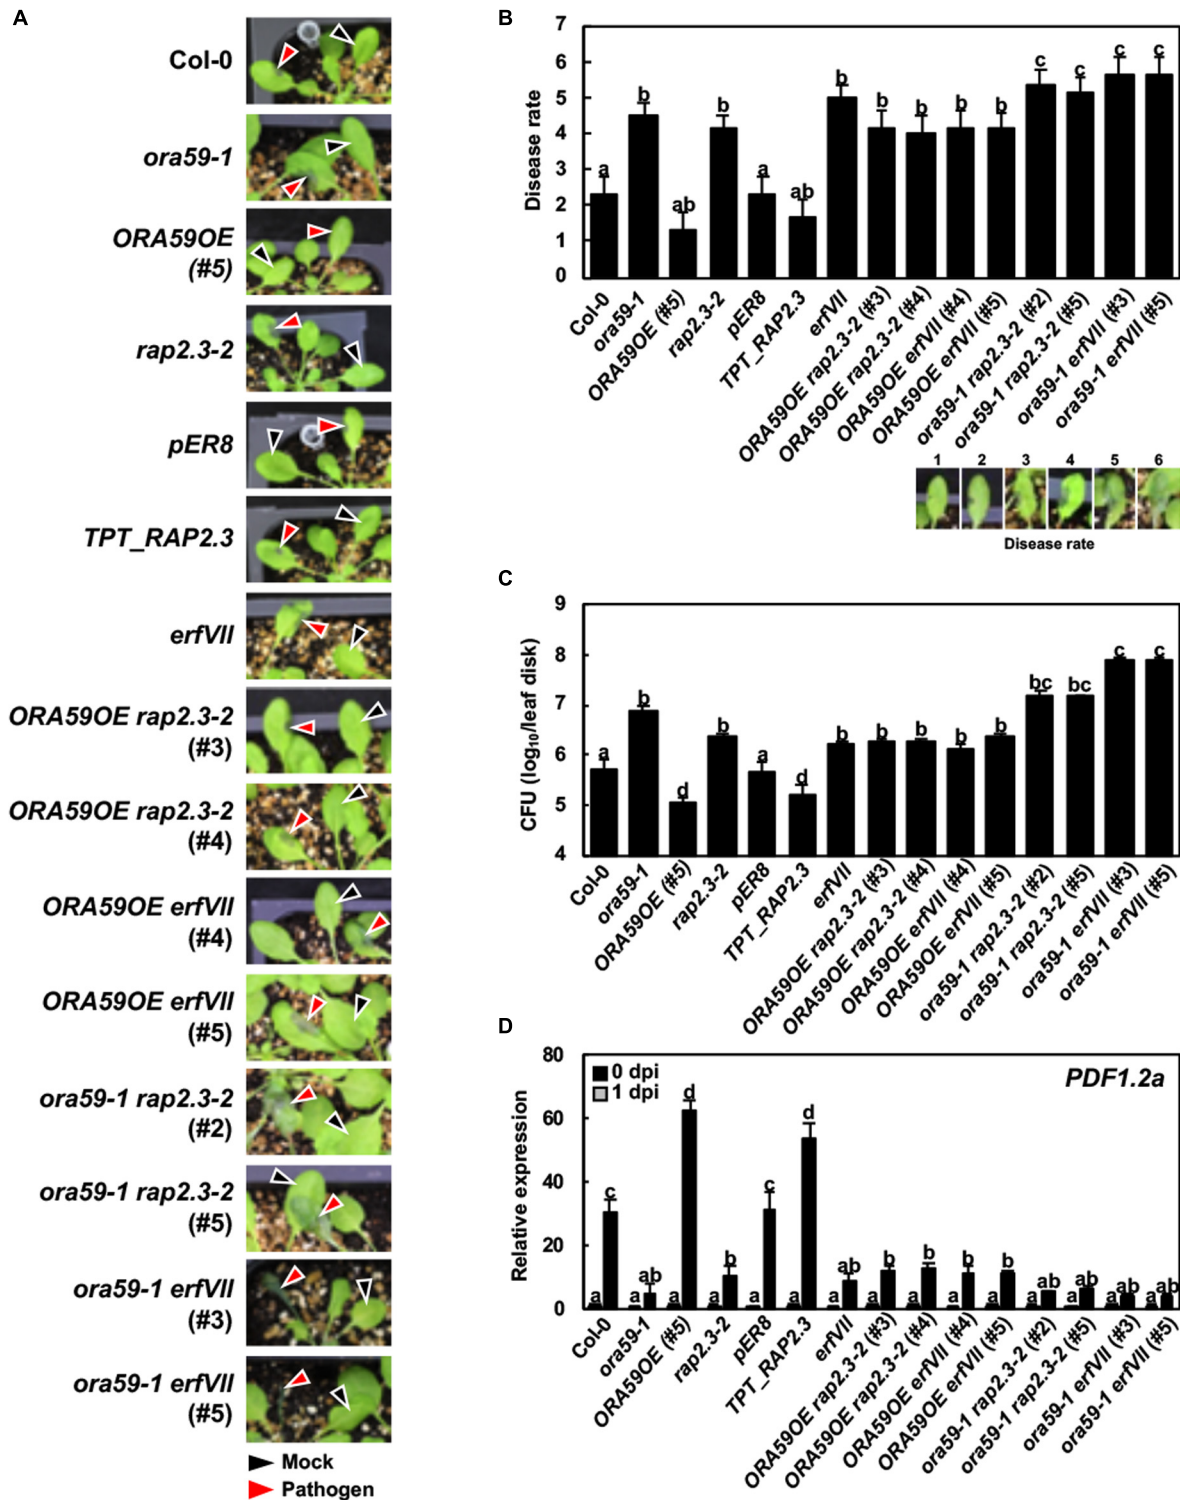 A
Col-0
ora59-1
ORA59OE
(#5)
rap2.3-2
pER8
TPT_RAP2.3
erfVII
ORA59OE rap2.3-2
(#3)
ORA59OE rap2.3-2
(#4)
ORA59OE erfVII
(#4)
ORA59OE erfVII
(#5)
ora59-1 rap2.3-2
(#2)
ora59-1 rap2.3-2
(#5)
ora59-1 erfVII
(#3)
ora59-1 erfVII
(#5)
Mock
Pathogen
B
Disease rate
7
6
5
4
3
2
1
0
a
b
ab
b
a
ab
b
b
b
b
b
c
c
c
c
Col-0
ora59-1
ORA59OE (#5)
rap2.3-2
pER8
TPT_RAP2.3
erfVII
ORA59OE rap2.3-2 (#3)
ORA59OE rap2.3-2 (#4)
ORA59OE erfVII (#4)
ORA59OE erfVII (#5)
ora59-1 rap2.3-2 (#2)
ora59-1 rap2.3-2 (#5)
ora59-1 erfVII (#3)
ora59-1 erfVII (#5)
1 2 3 4 5 6
Disease rate
C
CFU (log₁₀/leaf disk)
9
8
7
6
5
4
a
b
d
b
a
d
b
b
b
b
b
bc
bc
c
c
Col-0
ora59-1
ORA59OE (#5)
rap2.3-2
pER8
TPT_RAP2.3
erfVII
ORA59OE rap2.3-2 (#3)
ORA59OE rap2.3-2 (#4)
ORA59OE erfVII (#4)
ORA59OE erfVII (#5)
ora59-1 rap2.3-2 (#2)
ora59-1 rap2.3-2 (#5)
ora59-1 erfVII (#3)
ora59-1 erfVII (#5)
D
Relative expression
80
60
40
20
0
0 dpi
1 dpi
PDF1.2a
a c
a ab
a d
a b
a c
a d
a ab
a b
a b
a b
a b
a ab
a ab
a ab
a ab
Col-0
ora59-1
ORA59OE (#5)
rap2.3-2
pER8
TPT_RAP2.3
erfVII
ORA59OE rap2.3-2 (#3)
ORA59OE rap2.3-2 (#4)
ORA59OE erfVII (#4)
ORA59OE erfVII (#5)
ora59-1 rap2.3-2 (#2)
ora59-1 rap2.3-2 (#5)
ora59-1 erfVII (#3)
ora59-1 erfVII (#5)